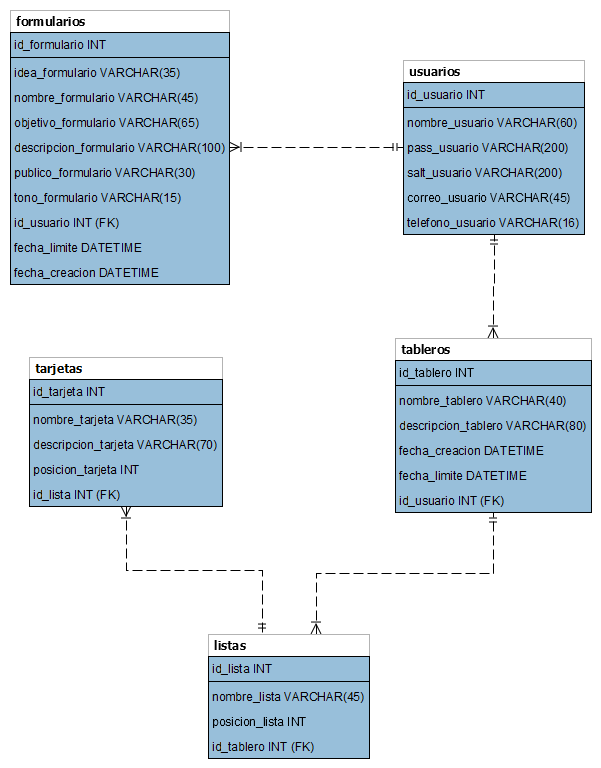 formularios
id_formulario INT
idea_formulario VARCHAR(35)
nombre_formulario VARCHAR(45)
objetivo_formulario VARCHAR(65)
descripcion_formulario VARCHAR(100)
publico_formulario VARCHAR(30)
tono_formulario VARCHAR(15)
id_usuario INT (FK)
fecha_limite DATETIME
fecha_creacion DATETIME
usuarios
id_usuario INT
nombre_usuario VARCHAR(60)
pass_usuario VARCHAR(200)
salt_usuario VARCHAR(200)
correo_usuario VARCHAR(45)
telefono_usuario VARCHAR(16)
tarjetas
id_tarjeta INT
nombre_tarjeta VARCHAR(35)
descripcion_tarjeta VARCHAR(70)
posicion_tarjeta INT
id_lista INT (FK)
tableros
id_tablero INT
nombre_tablero VARCHAR(40)
descripcion_tablero VARCHAR(80)
fecha_creacion DATETIME
fecha_limite DATETIME
id_usuario INT (FK)
listas
id_lista INT
nombre_lista VARCHAR(45)
posicion_lista INT
id_tablero INT (FK)